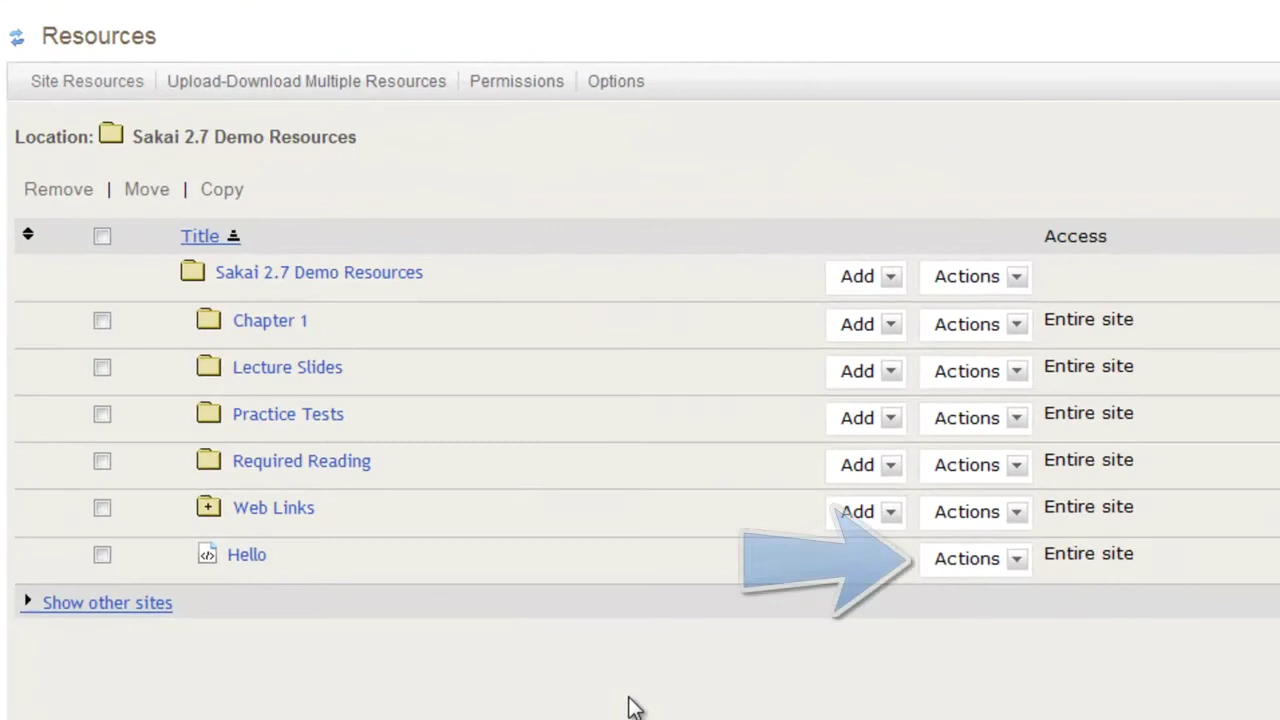 Resources
Site Resources Upload-Download Multiple Resources Permissions Options
Location: Sakai 2.7 Demo Resources
Remove | Move | Copy
Title Access
Sakai 2.7 Demo Resources Add Actions
Chapter 1 Add Actions Entire site
Lecture Slides Add Actions Entire site
Practice Tests Add Actions Entire site
Required Reading Add Actions Entire site
Web Links Add Actions Entire site
Hello Actions Entire site
Show other sites